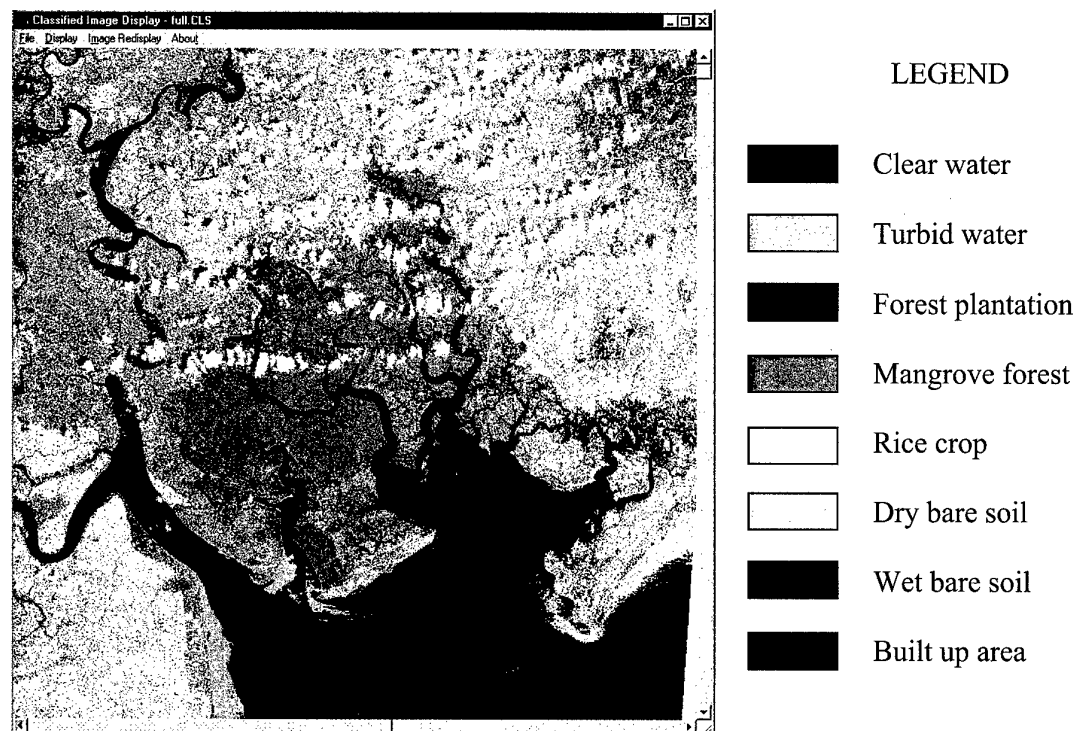 Classified Image Display - full.CLS
File Display Image Redisplay About
LEGEND
Clear water
Turbid water
Forest plantation
Mangrove forest
Rice crop
Dry bare soil
Wet bare soil
Built up area